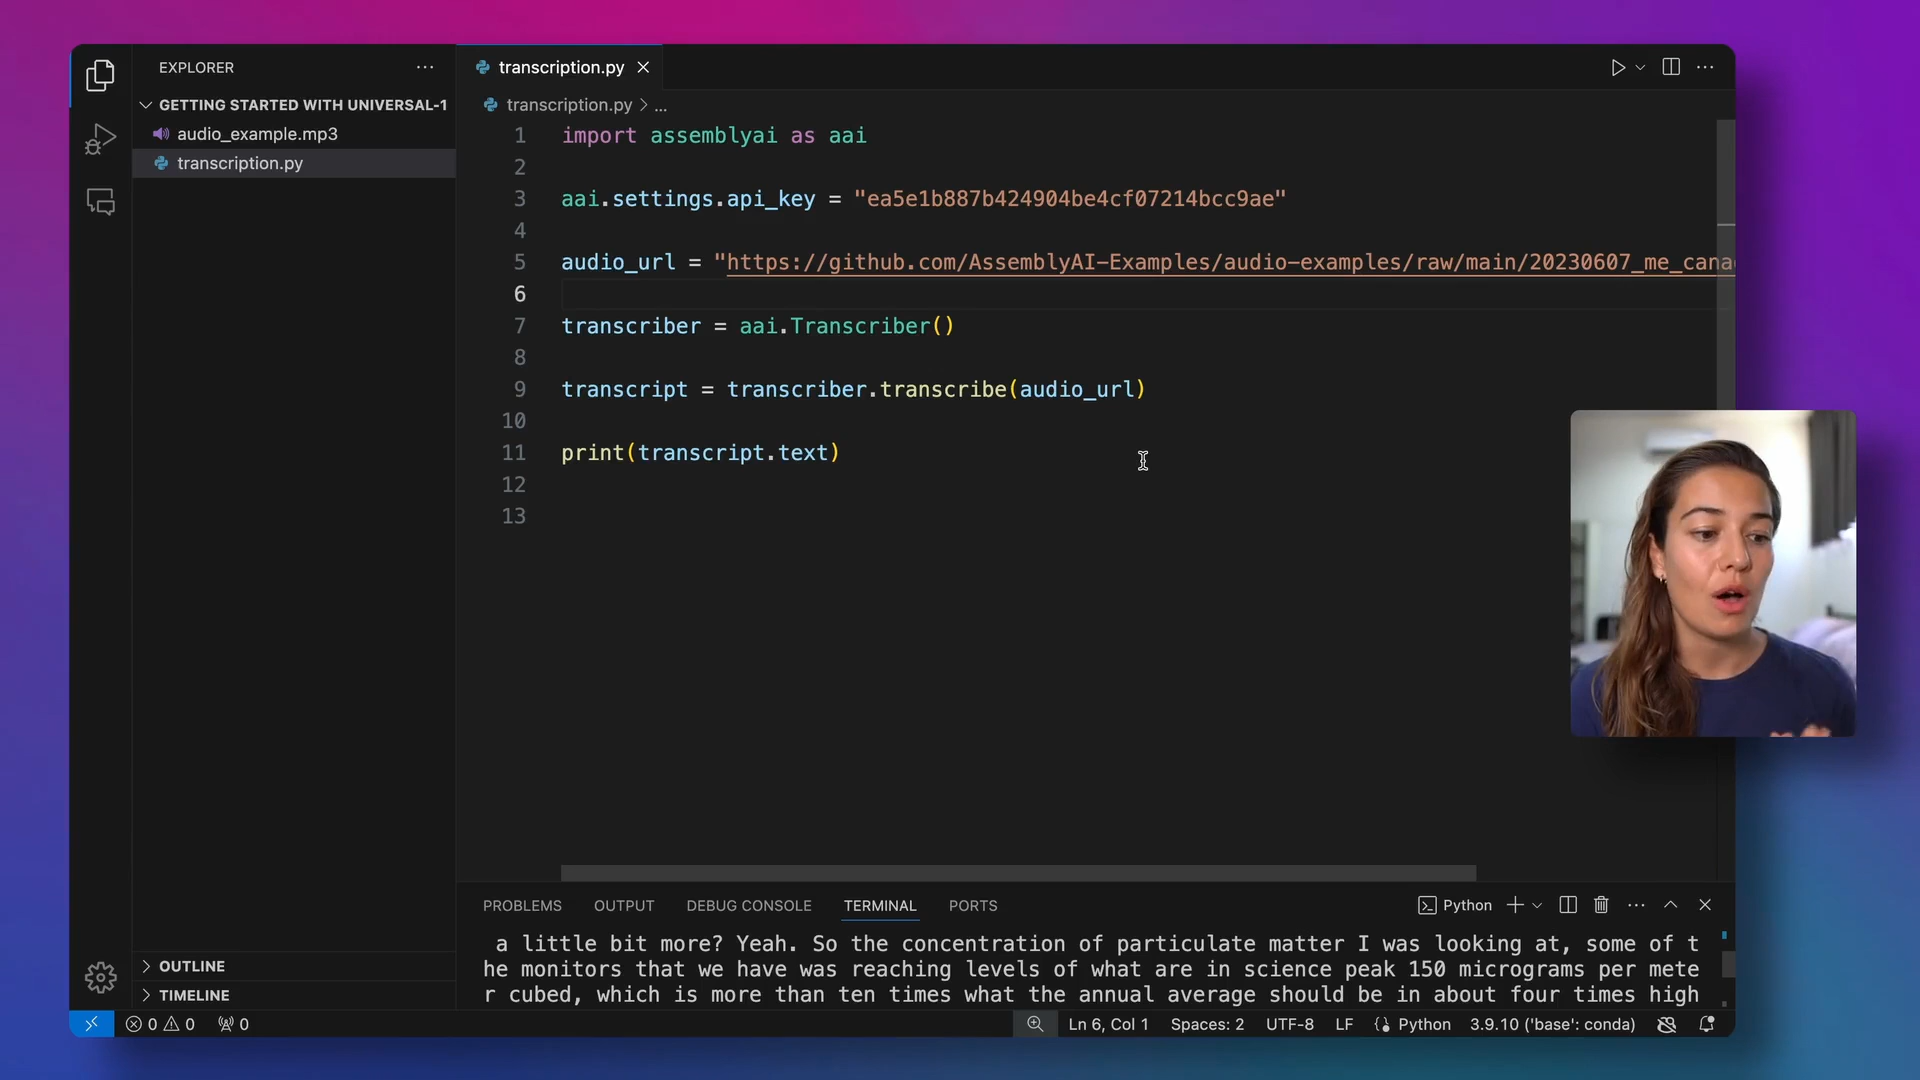 EXPLORER
GETTING STARTED WITH UNIVERSAL-1
audio_example.mp3
transcription.py
OUTLINE
TIMELINE
transcription.py
transcription.py > ...
1 import assemblyai as aai
2
3 aai.settings.api_key = "ea5e1b887b424904be4cf07214bcc9ae"
4
5 audio_url = "https://github.com/AssemblyAI-Examples/audio-examples/raw/main/20230607_me_cana
6
7 transcriber = aai.Transcriber()
8
9 transcript = transcriber.transcribe(audio_url)
10
11 print(transcript.text)
12
13
PROBLEMS OUTPUT DEBUG CONSOLE TERMINAL PORTS Python
a little bit more? Yeah. So the concentration of particulate matter I was looking at, some of t
he monitors that we have was reaching levels of what are in science peak 150 micrograms per mete
r cubed, which is more than ten times what the annual average should be in about four times high
0 0 0 Ln 6, Col 1 Spaces: 2 UTF-8 LF Python 3.9.10 ('base': conda)